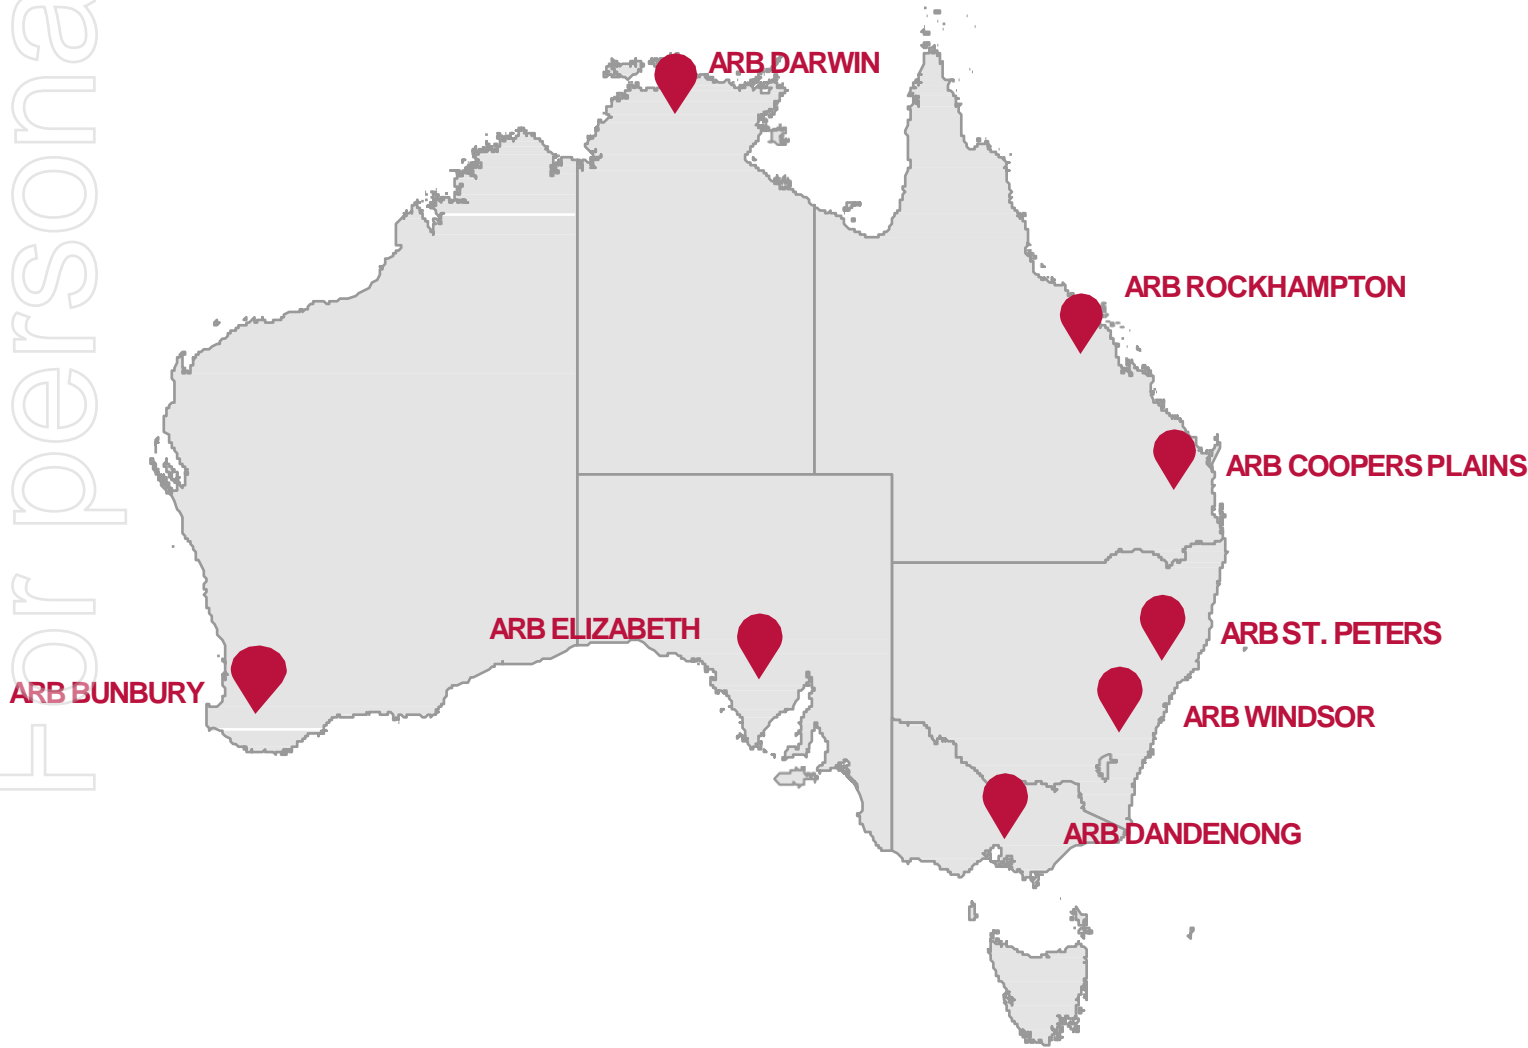 For persona
ARB DARWIN
ARB ROCKHAMPTON
ARB COOPERS PLAINS
ARB ELIZABETH
ARB ST. PETERS
ARB BUNBURY
ARB WINDSOR
ARB DANDENONG